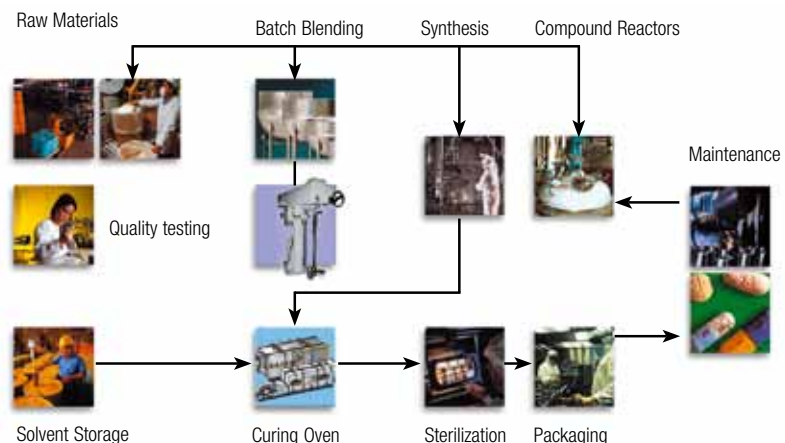 Raw Materials
Batch Blending
Synthesis
Compound Reactors
Maintenance
Quality testing
Solvent Storage
Curing Oven
Sterilization
Packaging